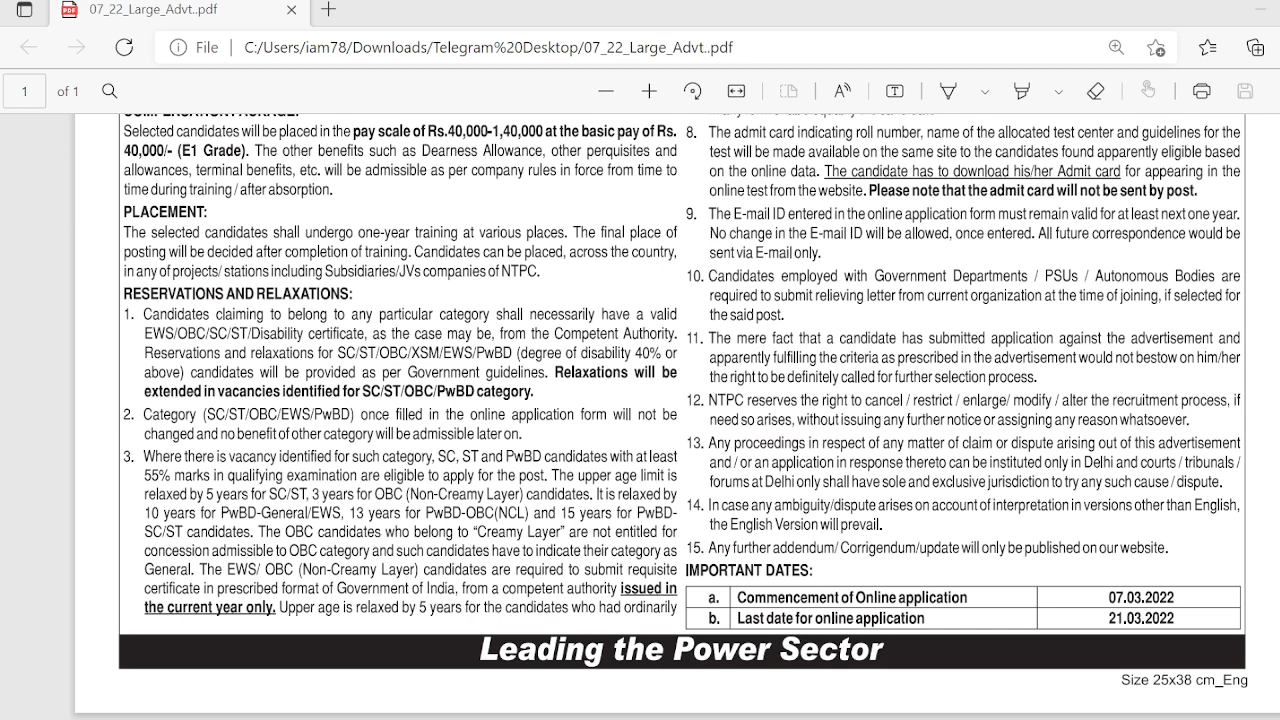 07_22_Large_Advt..pdf
File C:/Users/iam78/Downloads/Telegram%20Desktop/07_22_Large_Advt..pdf
1 of 1
Selected candidates will be placed in the pay scale of Rs.40,000-1,40,000 at the basic pay of Rs.
40,000/- (E1 Grade). The other benefits such as Dearness Allowance, other perquisites and
allowances, terminal benefits, etc. will be admissible as per company rules in force from time to
time during training / after absorption.
PLACEMENT:
The selected candidates shall undergo one-year training at various places. The final place of
posting will be decided after completion of training. Candidates can be placed, across the country,
in any of projects/ stations including Subsidiaries/JVs companies of NTPC.
RESERVATIONS AND RELAXATIONS:
1. Candidates claiming to belong to any particular category shall necessarily have a valid
EWS/OBC/SC/ST/Disability certificate, as the case may be, from the Competent Authority.
Reservations and relaxations for SC/ST/OBC/XSM/EWS/PwBD (degree of disability 40% or
above) candidates will be provided as per Government guidelines. Relaxations will be
extended in vacancies identified for SC/ST/OBC/PwBD category.
2. Category (SC/ST/OBC/EWS/PwBD) once filled in the online application form will not be
changed and no benefit of other category will be admissible later on.
3. Where there is vacancy identified for such category, SC, ST and PwBD candidates with at least
55% marks in qualifying examination are eligible to apply for the post. The upper age limit is
relaxed by 5 years for SC/ST, 3 years for OBC (Non-Creamy Layer) candidates. It is relaxed by
10 years for PwBD-General/EWS, 13 years for PwBD-OBC(NCL) and 15 years for PwBD-
SC/ST candidates. The OBC candidates who belong to “Creamy Layer” are not entitled for
concession admissible to OBC category and such candidates have to indicate their category as
General. The EWS/ OBC (Non-Creamy Layer) candidates are required to submit requisite
certificate in prescribed format of Government of India, from a competent authority issued in
the current year only. Upper age is relaxed by 5 years for the candidates who had ordinarily
8. The admit card indicating roll number, name of the allocated test center and guidelines for the
test will be made available on the same site to the candidates found apparently eligible based
on the online data. The candidate has to download his/her Admit card for appearing in the
online test from the website. Please note that the admit card will not be sent by post.
9. The E-mail ID entered in the online application form must remain valid for at least next one year.
No change in the E-mail ID will be allowed, once entered. All future correspondence would be
sent via E-mail only.
10. Candidates employed with Government Departments / PSUs / Autonomous Bodies are
required to submit relieving letter from current organization at the time of joining, if selected for
the said post.
11. The mere fact that a candidate has submitted application against the advertisement and
apparently fulfilling the criteria as prescribed in the advertisement would not bestow on him/her
the right to be definitely called for further selection process.
12. NTPC reserves the right to cancel / restrict / enlarge/ modify / alter the recruitment process, if
need so arises, without issuing any further notice or assigning any reason whatsoever.
13. Any proceedings in respect of any matter of claim or dispute arising out of this advertisement
and / or an application in response thereto can be instituted only in Delhi and courts / tribunals /
forums at Delhi only shall have sole and exclusive jurisdiction to try any such cause / dispute.
14. In case any ambiguity/dispute arises on account of interpretation in versions other than English,
the English Version will prevail.
15. Any further addendum/ Corrigendum/update will only be published on our website.
IMPORTANT DATES:
a. Commencement of Online application 07.03.2022
b. Last date for online application 21.03.2022
Leading the Power Sector
Size 25x38 cm_Eng